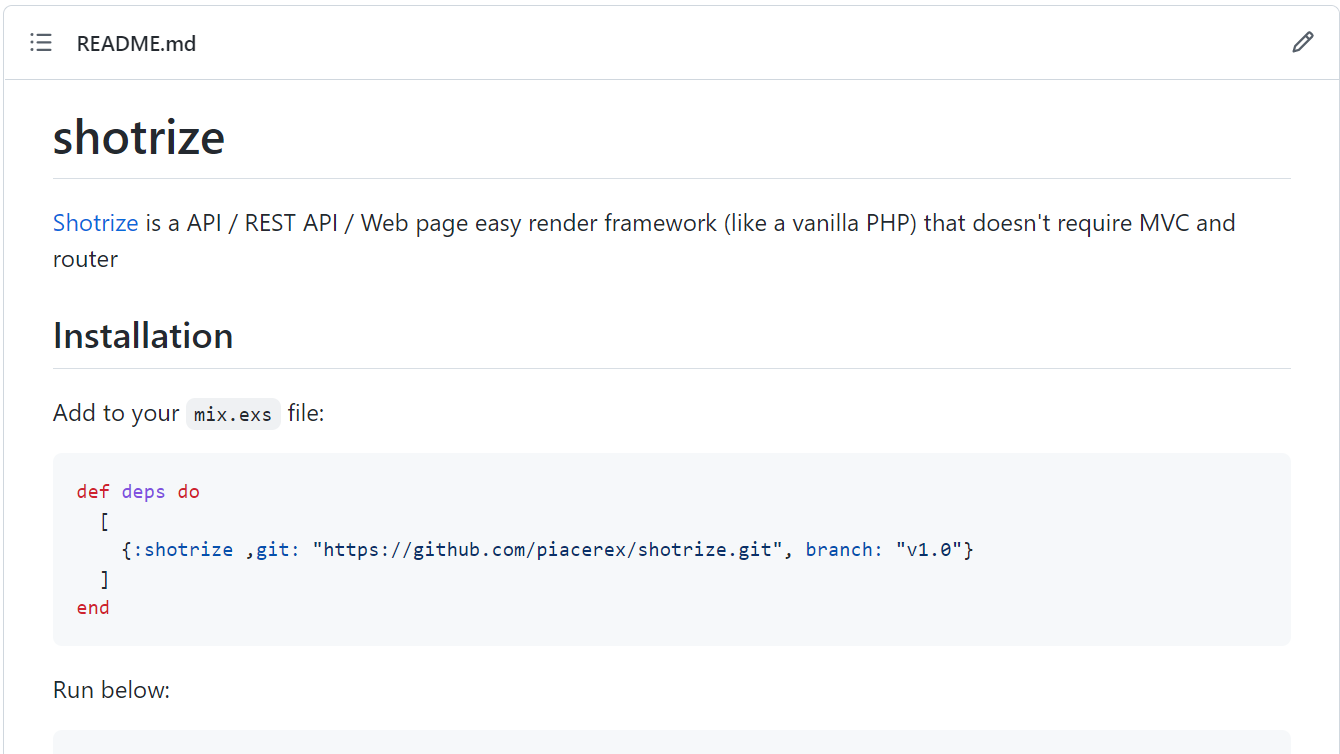 README.md
shotrize
Shotrize is a API / REST API / Web page easy render framework (like a vanilla PHP) that doesn't require MVC and
router
Installation
Add to your mix.exs file:
def deps do
  [
    {:shotrize ,git: "https://github.com/piacerex/shotrize.git", branch: "v1.0"}
  ]
end
Run below: